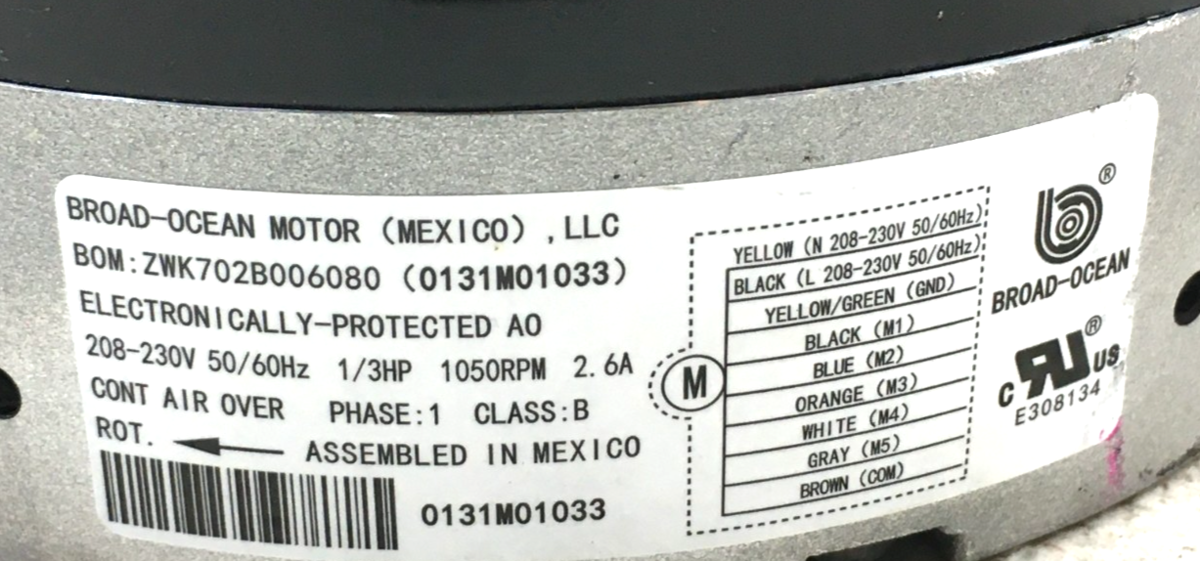 BROAD-OCEAN MOTOR (MEXICO) ,LLC
BOM:ZWK702B006080 (0131M01033)
ELECTRONICALLY-PROTECTED AO
208-230V 50/60Hz 1/3HP 1050RPM 2.6A
CONT AIR OVER PHASE:1 CLASS:B
ROT. ASSEMBLED IN MEXICO
0131M01033
M
YELLOW (N 208-230V 50/60Hz)
BLACK (L 208-230V 50/60Hz)
YELLOW/GREEN (GND)
BLACK (M1)
BLUE (M2)
ORANGE (M3)
WHITE (M4)
GRAY (M5)
BROWN (COM)
b®
BROAD-OCEAN
®
C RU US
E308134